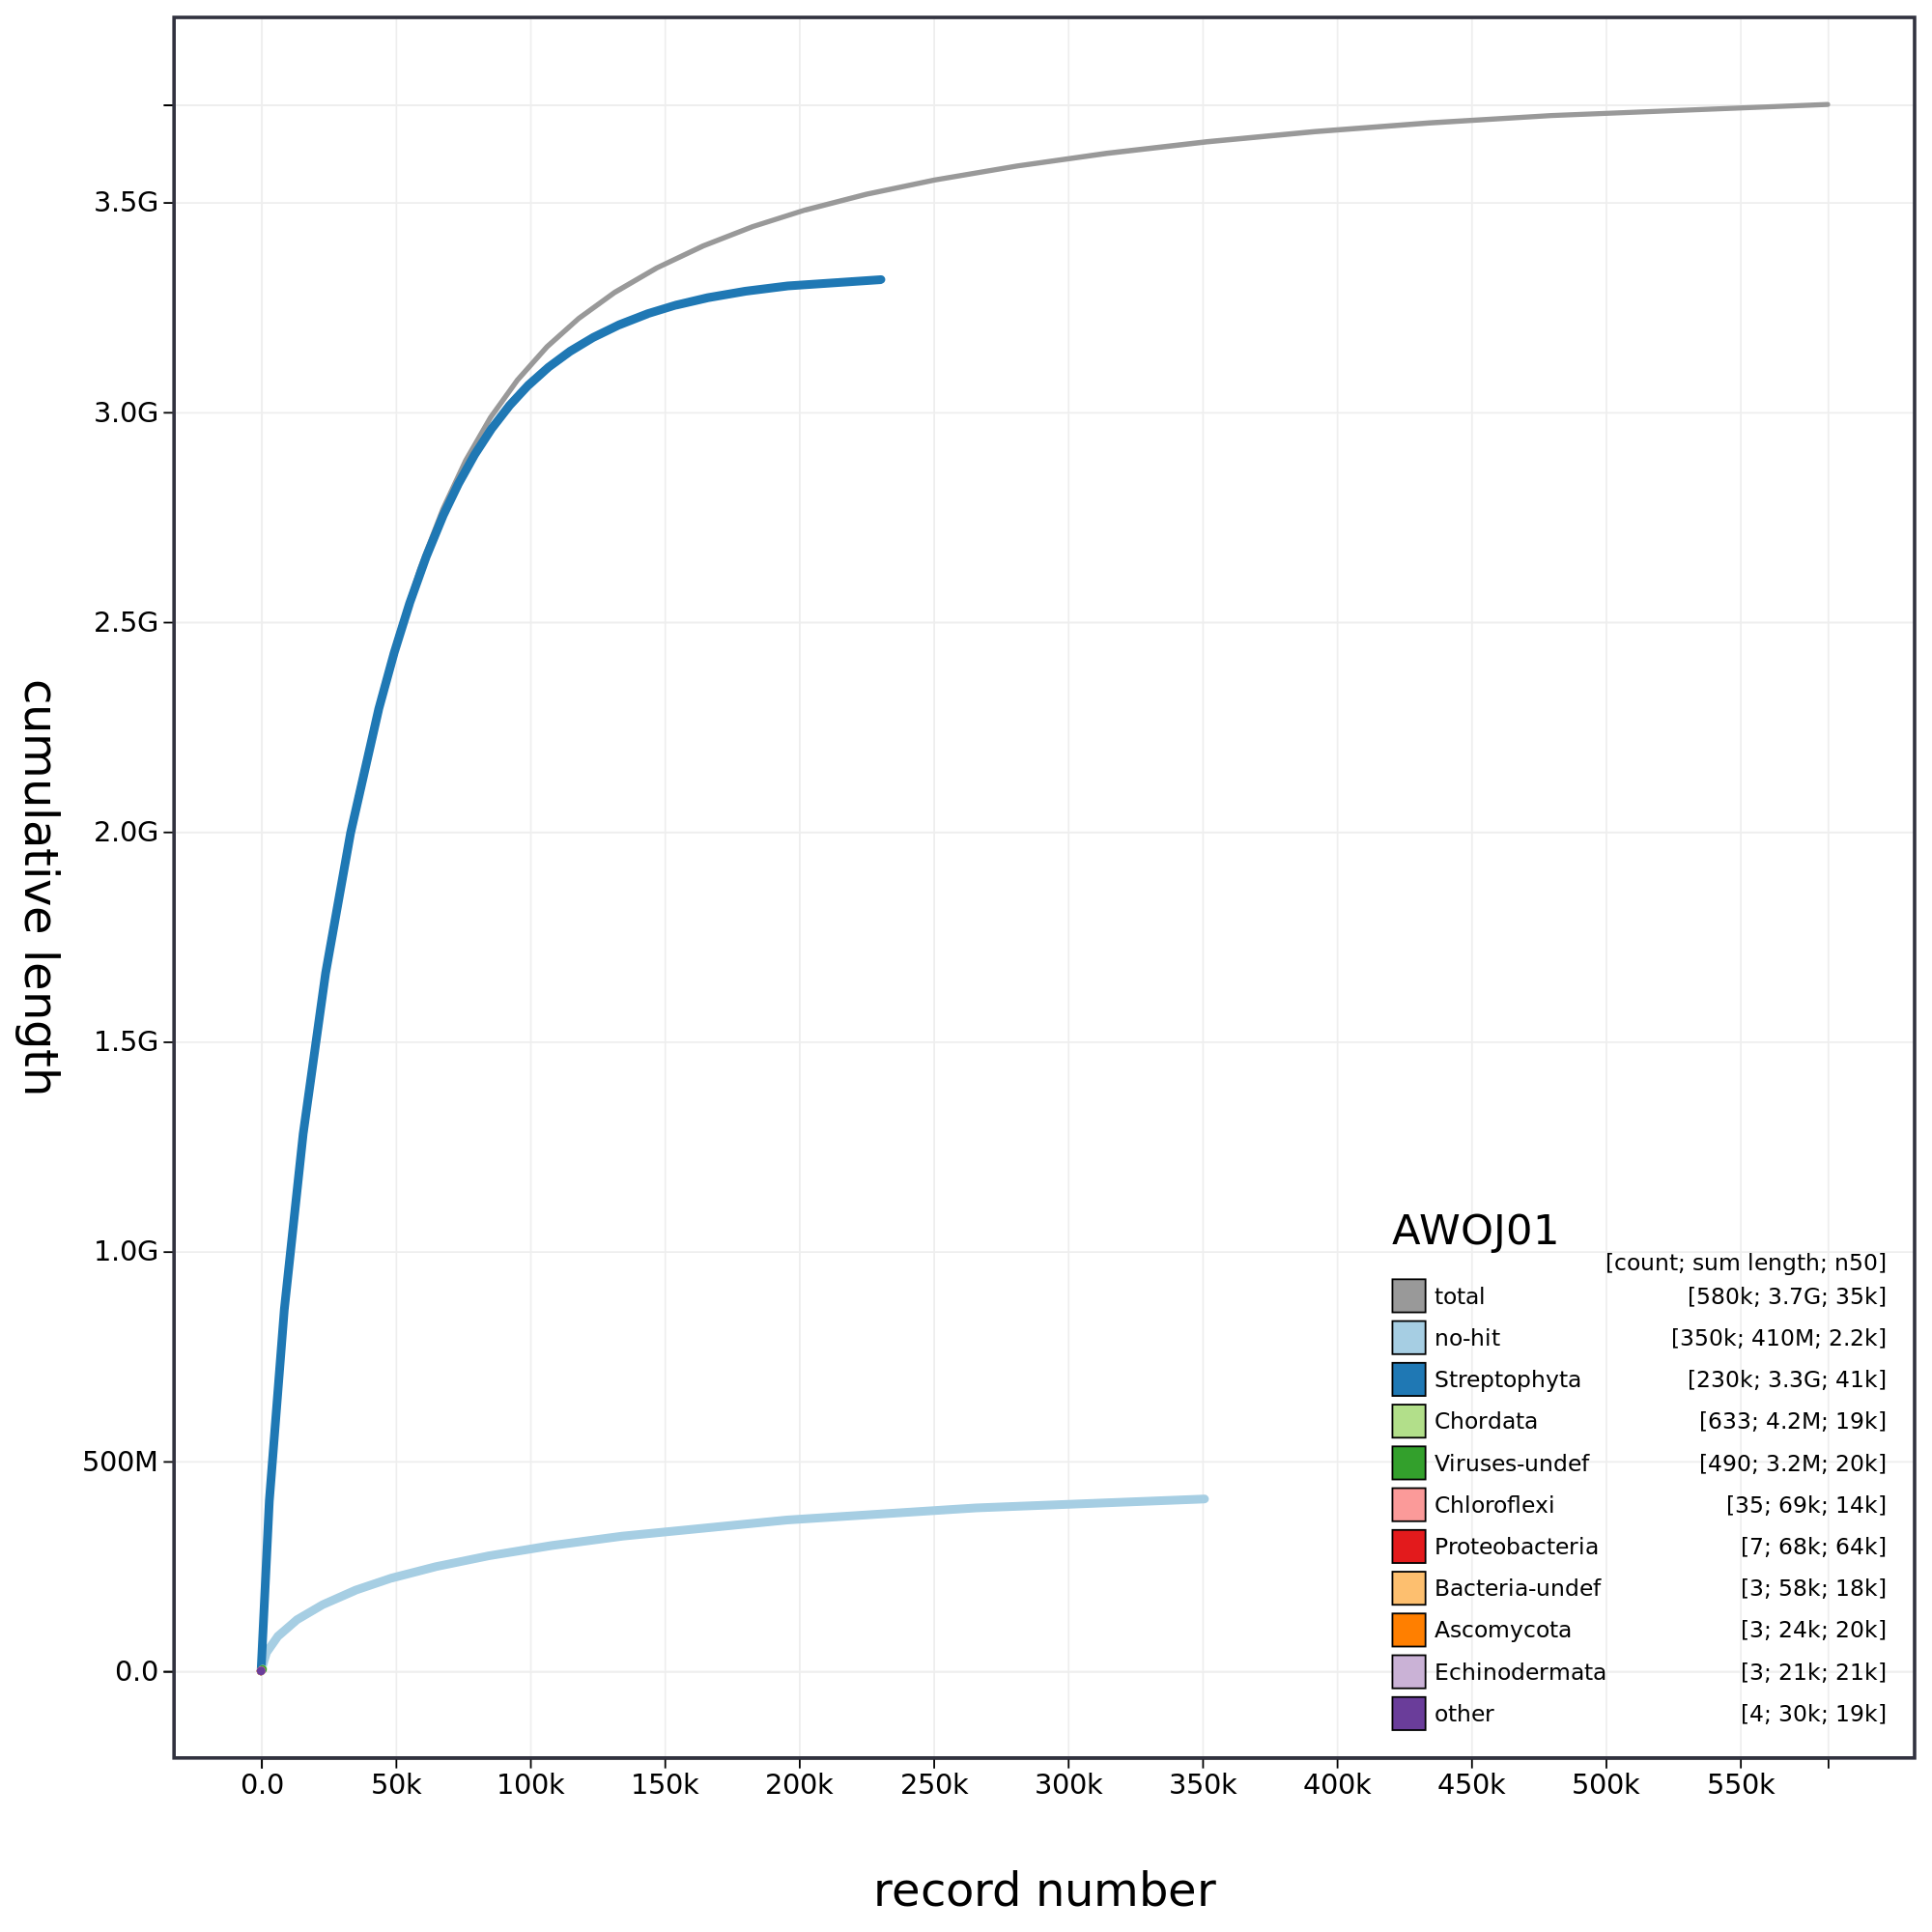 3.5G
3.0G
2.5G
2.0G
1.5G
1.0G
500M
0.0
cumulative length
AWOJ01
[count; sum length; n50]
total [580k; 3.7G; 35k]
no-hit [350k; 410M; 2.2k]
Streptophyta [230k; 3.3G; 41k]
Chordata [633; 4.2M; 19k]
Viruses-undef [490; 3.2M; 20k]
Chloroflexi [35; 69k; 14k]
Proteobacteria [7; 68k; 64k]
Bacteria-undef [3; 58k; 18k]
Ascomycota [3; 24k; 20k]
Echinodermata [3; 21k; 21k]
other [4; 30k; 19k]
0.0 50k 100k 150k 200k 250k 300k 350k 400k 450k 500k 550k
record number